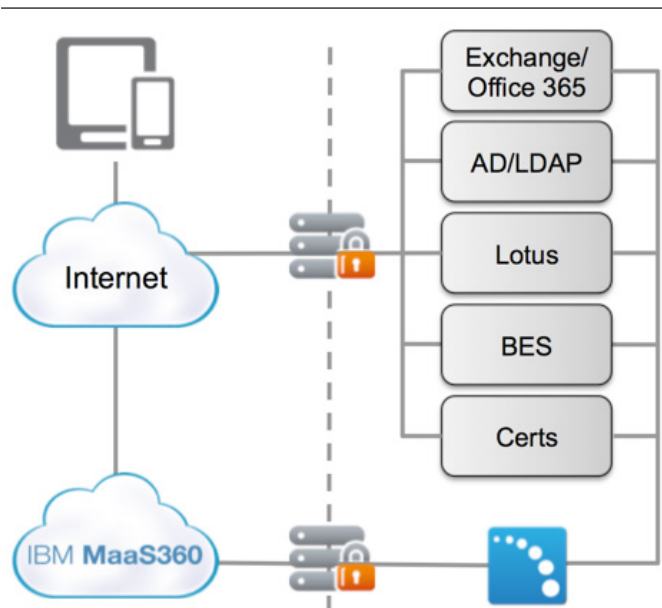 Exchange/
Office 365
AD/LDAP
Internet
Lotus
BES
Certs
IBM MaaS360